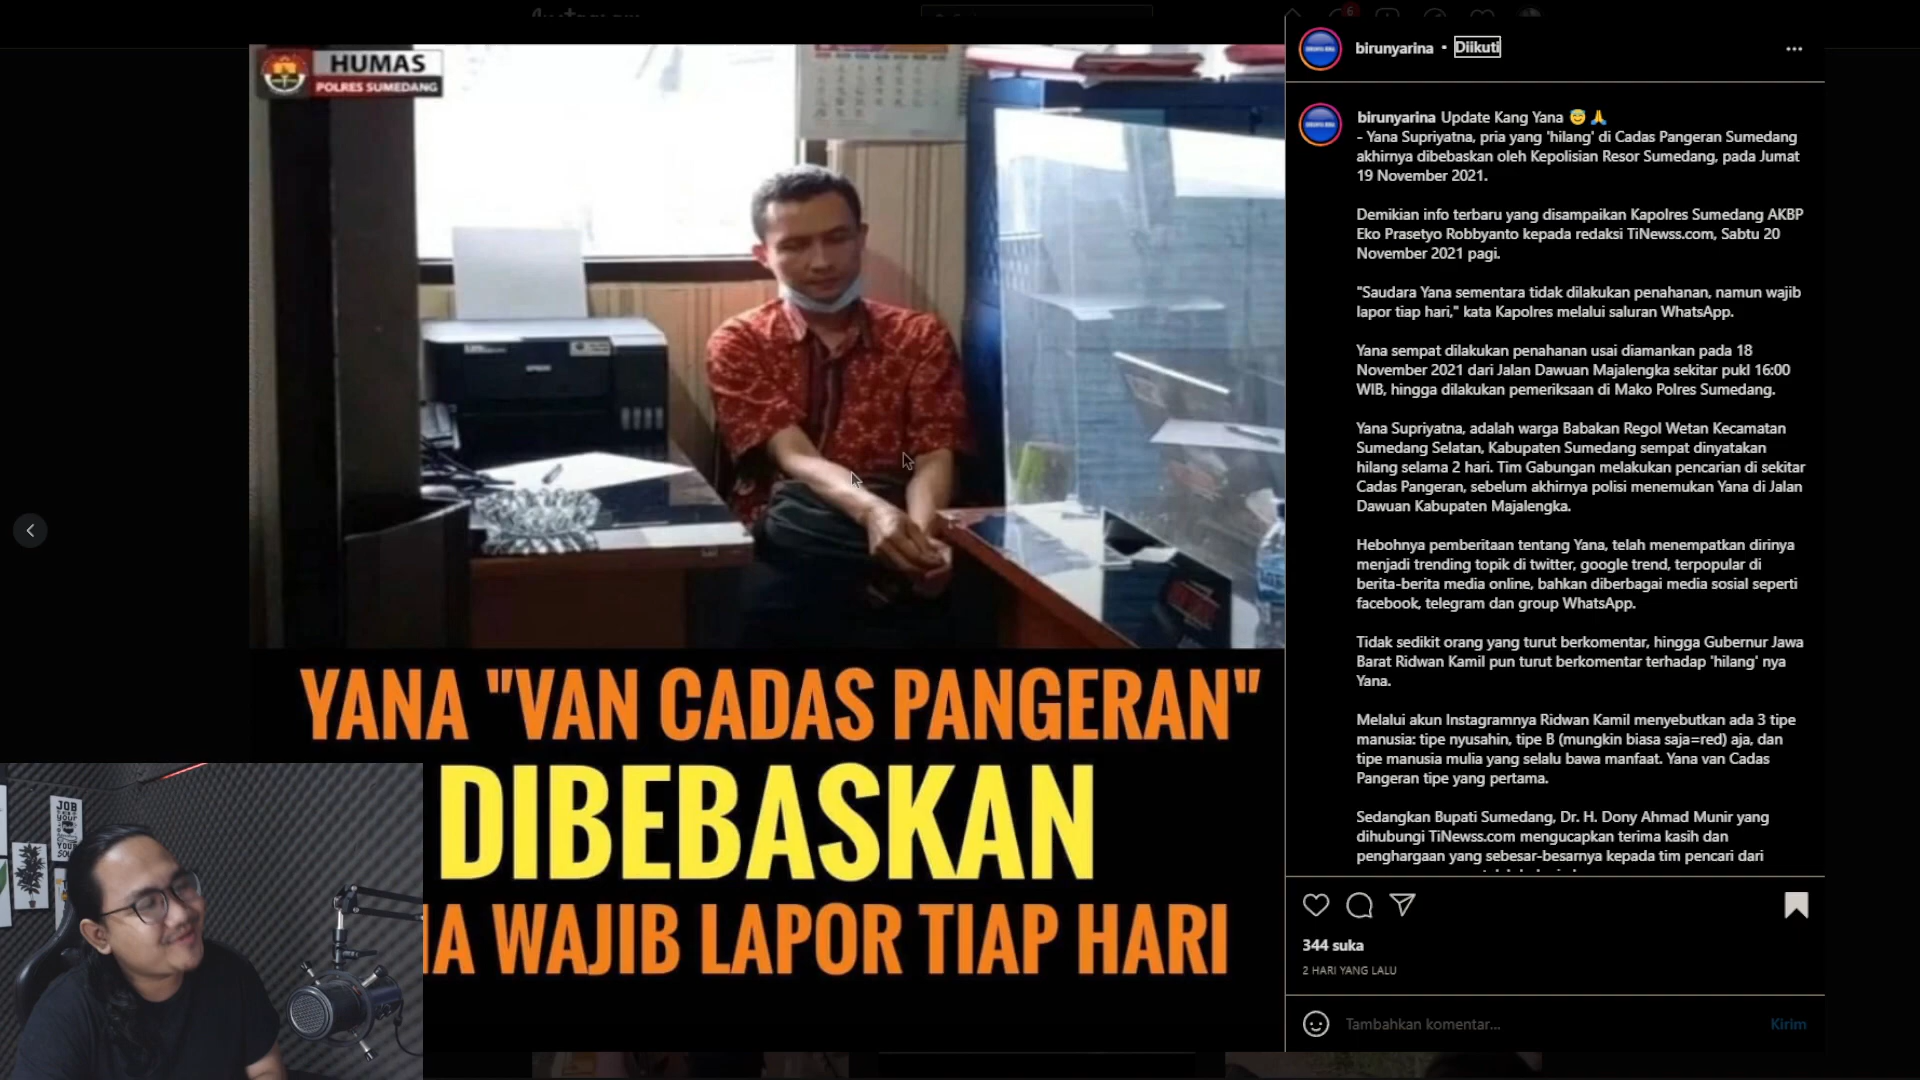 HUMAS
POLRES SUMEDANG
EPSON
YANA "VAN CADAS PANGERAN"
DIBEBASKAN
IA WAJIB LAPOR TIAP HARI
JOB
your
YOUR
SOU
birunyarina • Diikuti
birunyarina Update Kang Yana 😇🙏
- Yana Supriyatna, pria yang 'hilang' di Cadas Pangeran Sumedang
akhirnya dibebaskan oleh Kepolisian Resor Sumedang, pada Jumat
19 November 2021.
Demikian info terbaru yang disampaikan Kapolres Sumedang AKBP
Eko Prasetyo Robbyanto kepada redaksi TiNewss.com, Sabtu 20
November 2021 pagi.
"Saudara Yana sementara tidak dilakukan penahanan, namun wajib
lapor tiap hari," kata Kapolres melalui saluran WhatsApp.
Yana sempat dilakukan penahanan usai diamankan pada 18
November 2021 dari Jalan Dawuan Majalengka sekitar pukl 16:00
WIB, hingga dilakukan pemeriksaan di Mako Polres Sumedang.
Yana Supriyatna, adalah warga Babakan Regol Wetan Kecamatan
Sumedang Selatan, Kabupaten Sumedang sempat dinyatakan
hilang selama 2 hari. Tim Gabungan melakukan pencarian di sekitar
Cadas Pangeran, sebelum akhirnya polisi menemukan Yana di Jalan
Dawuan Kabupaten Majalengka.
Hebohnya pemberitaan tentang Yana, telah menempatkan dirinya
menjadi trending topik di twitter, google trend, terpopular di
berita-berita media online, bahkan diberbagai media sosial seperti
facebook, telegram dan group WhatsApp.
Tidak sedikit orang yang turut berkomentar, hingga Gubernur Jawa
Barat Ridwan Kamil pun turut berkomentar terhadap 'hilang' nya
Yana.
Melalui akun Instagramnya Ridwan Kamil menyebutkan ada 3 tipe
manusia: tipe nyusahin, tipe B (mungkin biasa saja=red) aja, dan
tipe manusia mulia yang selalu bawa manfaat. Yana van Cadas
Pangeran tipe yang pertama.
Sedangkan Bupati Sumedang, Dr. H. Dony Ahmad Munir yang
dihubungi TiNewss.com mengucapkan terima kasih dan
penghargaan yang sebesar-besarnya kepada tim pencari dari
344 suka
2 HARI YANG LALU
Tambahkan komentar...
Kirim
6